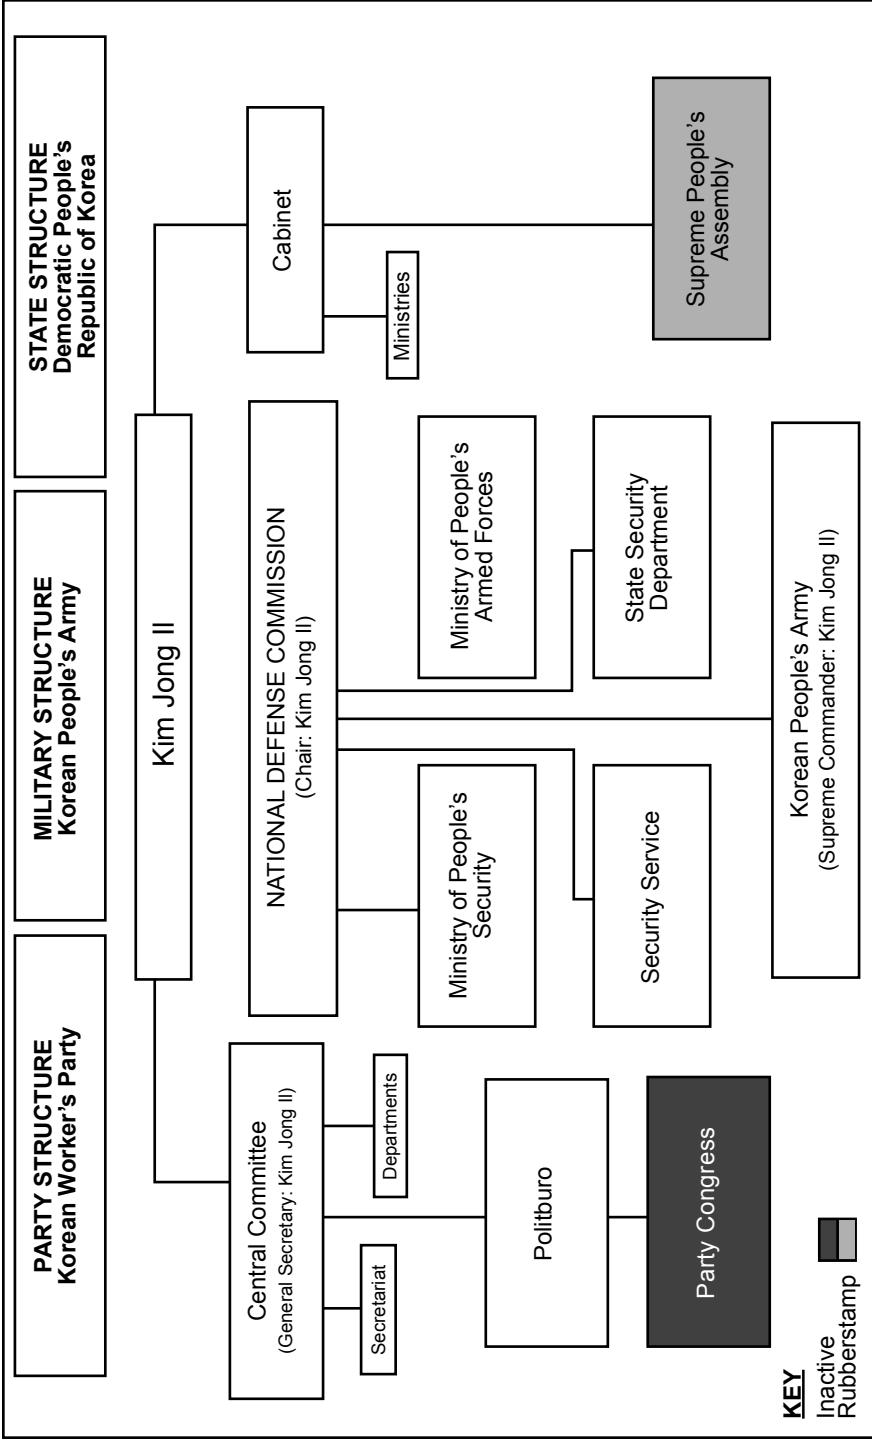 PARTY STRUCTURE
Korean Worker's Party
MILITARY STRUCTURE
Korean People's Army
STATE STRUCTURE
Democratic People's
Republic of Korea
Kim Jong Il
Central Committee
(General Secretary: Kim Jong Il)
Secretariat
Departments
Politburo
Party Congress
NATIONAL DEFENSE COMMISSION
(Chair: Kim Jong Il)
Ministry of People's
Security
Ministry of People's
Armed Forces
Security Service
State Security
Department
Korean People's Army
(Supreme Commander: Kim Jong Il)
Cabinet
Ministries
Supreme People's
Assembly
KEY
Inactive
Rubberstamp